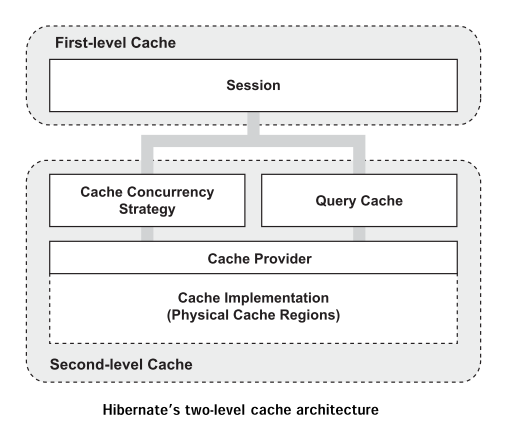 First-level Cache
Session
Cache Concurrency
Strategy
Query Cache
Cache Provider
Cache Implementation
(Physical Cache Regions)
Second-level Cache
Hibernate's two-level cache architecture